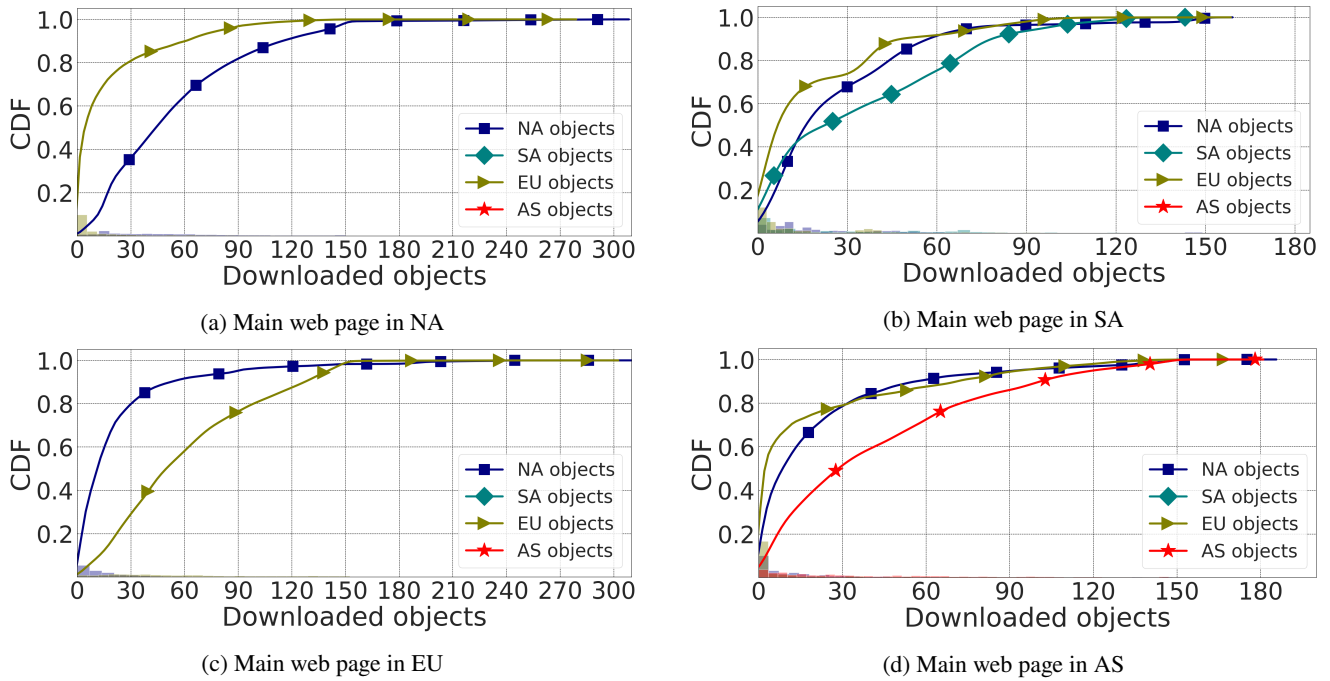 CDF
1.0
0.8
0.6
0.4
0.2
NA objects
SA objects
EU objects
AS objects
0 30 60 90 120 150 180 210 240 270 300
Downloaded objects
(a) Main web page in NA
CDF
1.0
0.8
0.6
0.4
0.2
NA objects
SA objects
EU objects
AS objects
0 30 60 90 120 150 180
Downloaded objects
(b) Main web page in SA
CDF
1.0
0.8
0.6
0.4
0.2
NA objects
SA objects
EU objects
AS objects
0 30 60 90 120 150 180 210 240 270 300
Downloaded objects
(c) Main web page in EU
CDF
1.0
0.8
0.6
0.4
0.2
NA objects
SA objects
EU objects
AS objects
0 30 60 90 120 150 180
Downloaded objects
(d) Main web page in AS